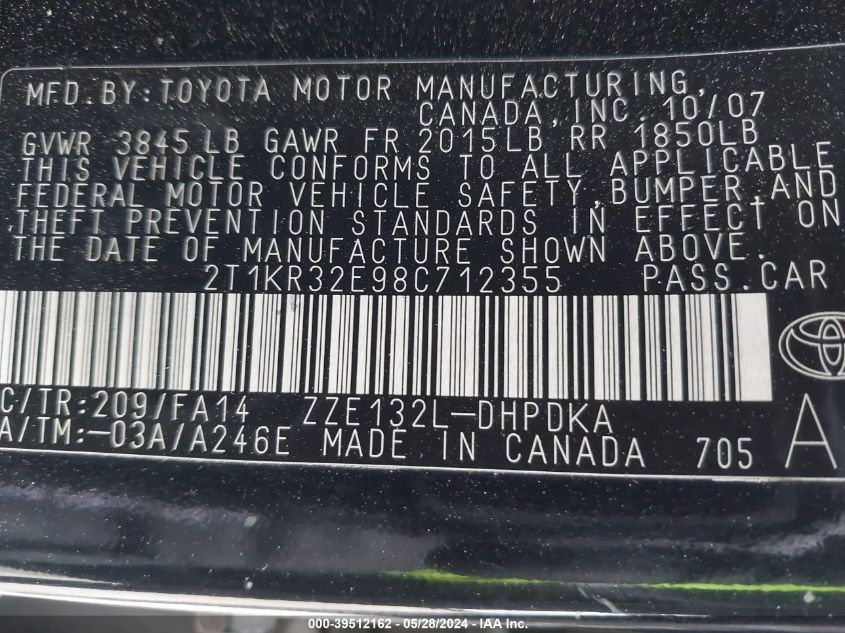 MFD.BY:TOYOTA MOTOR MANUFACTURING,
CANADA,INC. 10/07
GVWR 3845LB GAWR FR 2015LB RR 1850LB
THIS VEHICLE CONFORMS TO ALL APPLICABLE
FEDERAL MOTOR VEHICLE SAFETY,BUMPER,AND
THEFT PREVENTION STANDARDS IN EFFECT ON
THE DATE OF MANUFACTURE SHOWN ABOVE.
2T1KR32E98C712355 PASS.CAR
C/TR:209/FA14 ZZE132L-DHPDKA
A/TM:-03A/A246E MADE IN CANADA 705 A
000-39512162 - 05/28/2024 - IAA Inc.